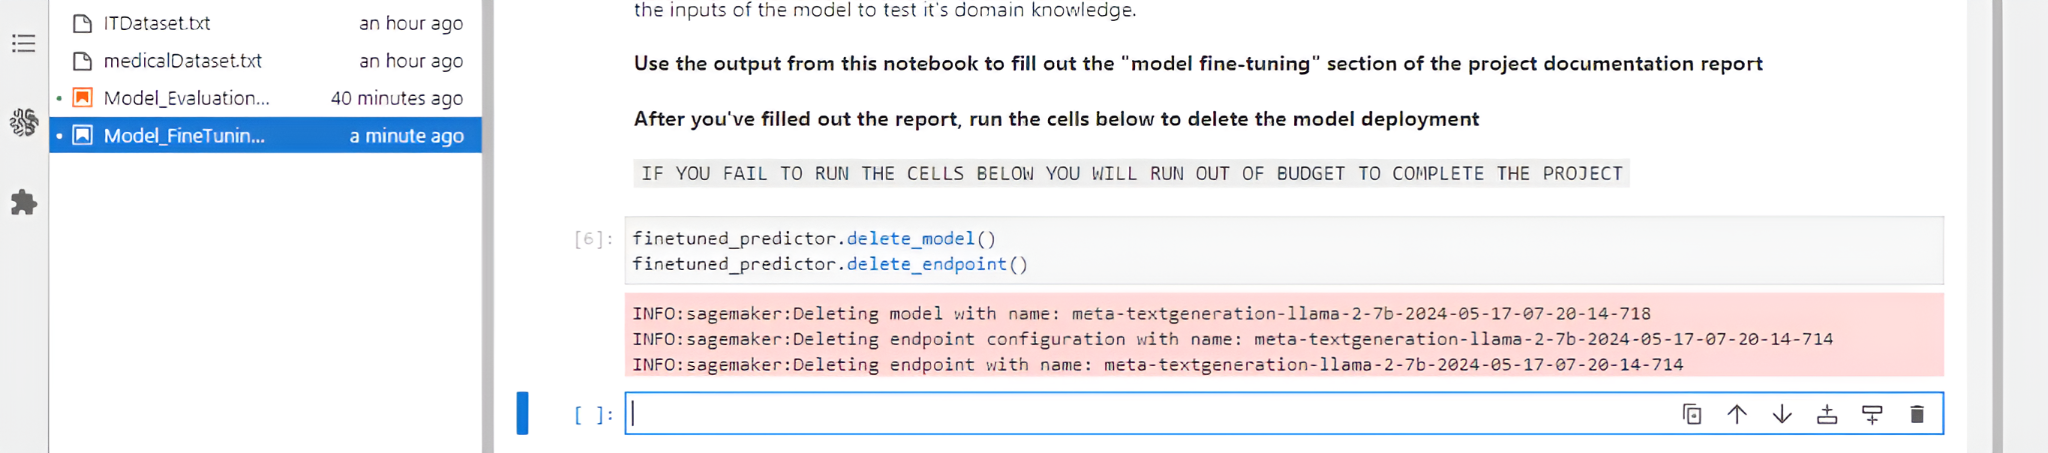 ITDataset.txt an hour ago
medicalDataset.txt an hour ago
Model_Evaluation... 40 minutes ago
Model_FineTunin... a minute ago
the inputs of the model to test it's domain knowledge.
Use the output from this notebook to fill out the "model fine-tuning" section of the project documentation report
After you've filled out the report, run the cells below to delete the model deployment
IF YOU FAIL TO RUN THE CELLS BELOW YOU WILL RUN OUT OF BUDGET TO COMPLETE THE PROJECT
[6]: finetuned_predictor.delete_model()
finetuned_predictor.delete_endpoint()
INFO:sagemaker:Deleting model with name: meta-textgeneration-llama-2-7b-2024-05-17-07-20-14-718
INFO:sagemaker:Deleting endpoint configuration with name: meta-textgeneration-llama-2-7b-2024-05-17-07-20-14-714
INFO:sagemaker:Deleting endpoint with name: meta-textgeneration-llama-2-7b-2024-05-17-07-20-14-714
[ ]: